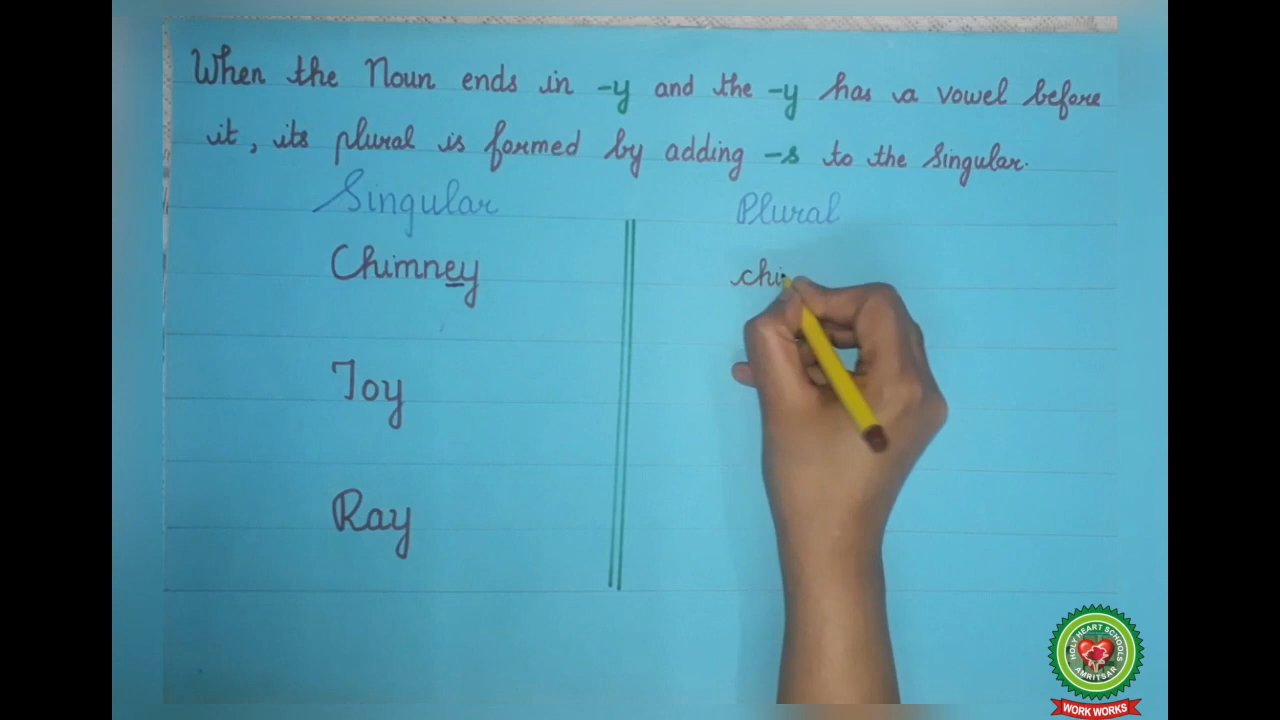 When the Noun ends in -y and the -y has a vowel before
it, its plural is formed by adding -s to the singular.
Singular Plural
Chimney chi
Toy
Ray
HOLY HEART SCHOOLS
AMRITSAR
WORK WORKS